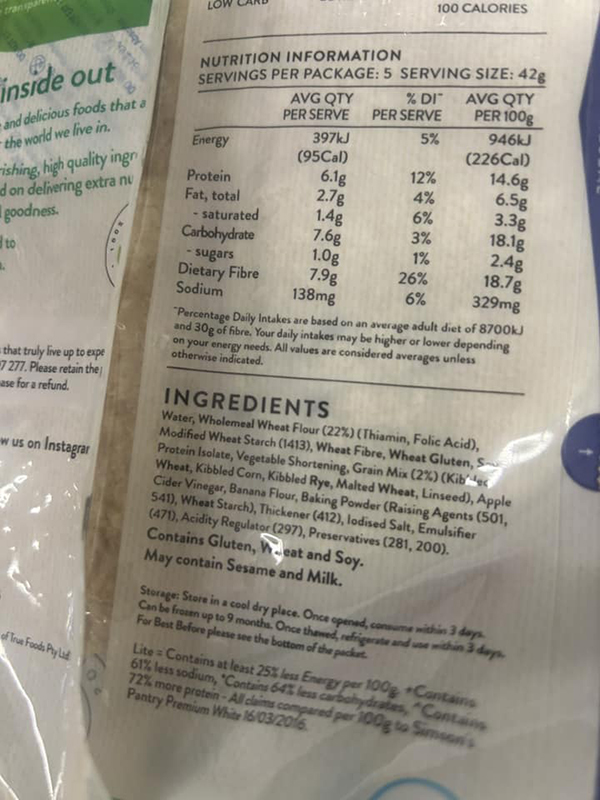 LOW CARB
100 CALORIES
inside out
and delicious foods that a
the world we live in.
high quality ingr
on delivering extra nu
goodness.
to
that truly live up to expe
7 277. Please retain the
ase for a refund.
w us on Instagra
of True Foods Pty Ltd
NUTRITION INFORMATION
SERVINGS PER PACKAGE: 5 SERVING SIZE: 42g
AVG QTY % DI~ AVG QTY
PER SERVE PER SERVE PER 100g
Energy 397kJ 5% 946kJ
(95Cal) (226Cal)
Protein 6.1g 12% 14.6g
Fat, total 2.7g 4% 6.5g
- saturated 1.4g 6% 3.3g
Carbohydrate 7.6g 3% 18.1g
- sugars 1.0g 1% 2.4g
Dietary Fibre 7.9g 26% 18.7g
Sodium 138mg 6% 329mg
~Percentage Daily Intakes are based on an average adult diet of 8700kJ
and 30g of fibre. Your daily intakes may be higher or lower depending
on your energy needs. All values are considered averages unless
otherwise indicated.
INGREDIENTS
Water, Wholemeal Wheat Flour (22%) (Thiamin, Folic Acid),
Modified Wheat Starch (1413), Wheat Fibre, Wheat Gluten,
Protein Isolate, Vegetable Shortening, Grain Mix (2%) (Kibbled
Wheat, Kibbled Corn, Kibbled Rye, Malted Wheat, Linseed), Apple
Cider Vinegar, Banana Flour, Baking Powder (Raising Agents (501,
541), Wheat Starch), Thickener (412), Iodised Salt, Emulsifier
(471), Acidity Regulator (297), Preservatives (281, 200).
Contains Gluten, Wheat and Soy.
May contain Sesame and Milk.
Storage: Store in a cool dry place. Once opened, consume within 3 days.
Can be frozen up to 9 months. Once thawed, refrigerate and use within 3 days.
For Best Before please see the bottom of the packet.
Lite = Contains at least 25% less Energy per 100g. +Contains
61% less sodium, *Contains 64% less carbohydrates, ^Contains
72% more protein - All claims compared per 100g to Simson's
Pantry Premium White 16/03/2016.